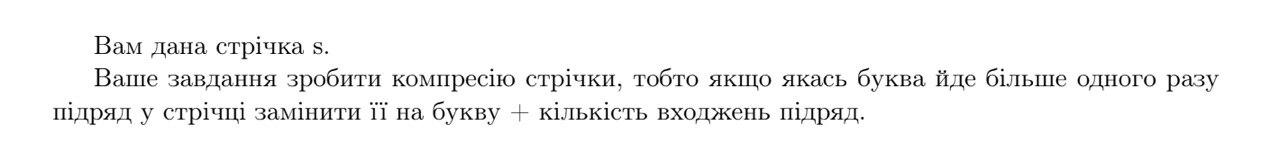 Вам дана стрічка s.
Ваше завдання зробити компресію стрічки, тобто якщо якась буква йде більше одного разу
підряд у стрічці замінити її на букву + кількість входжень підряд.